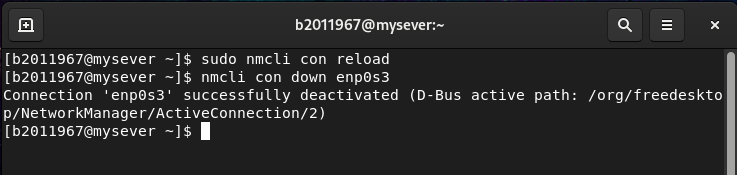 b2011967@mysever:~
[b2011967@mysever ~]$ sudo nmcli con reload
[b2011967@mysever ~]$ nmcli con down enp0s3
Connection 'enp0s3' successfully deactivated (D-Bus active path: /org/freedeskto
p/NetworkManager/ActiveConnection/2)
[b2011967@mysever ~]$